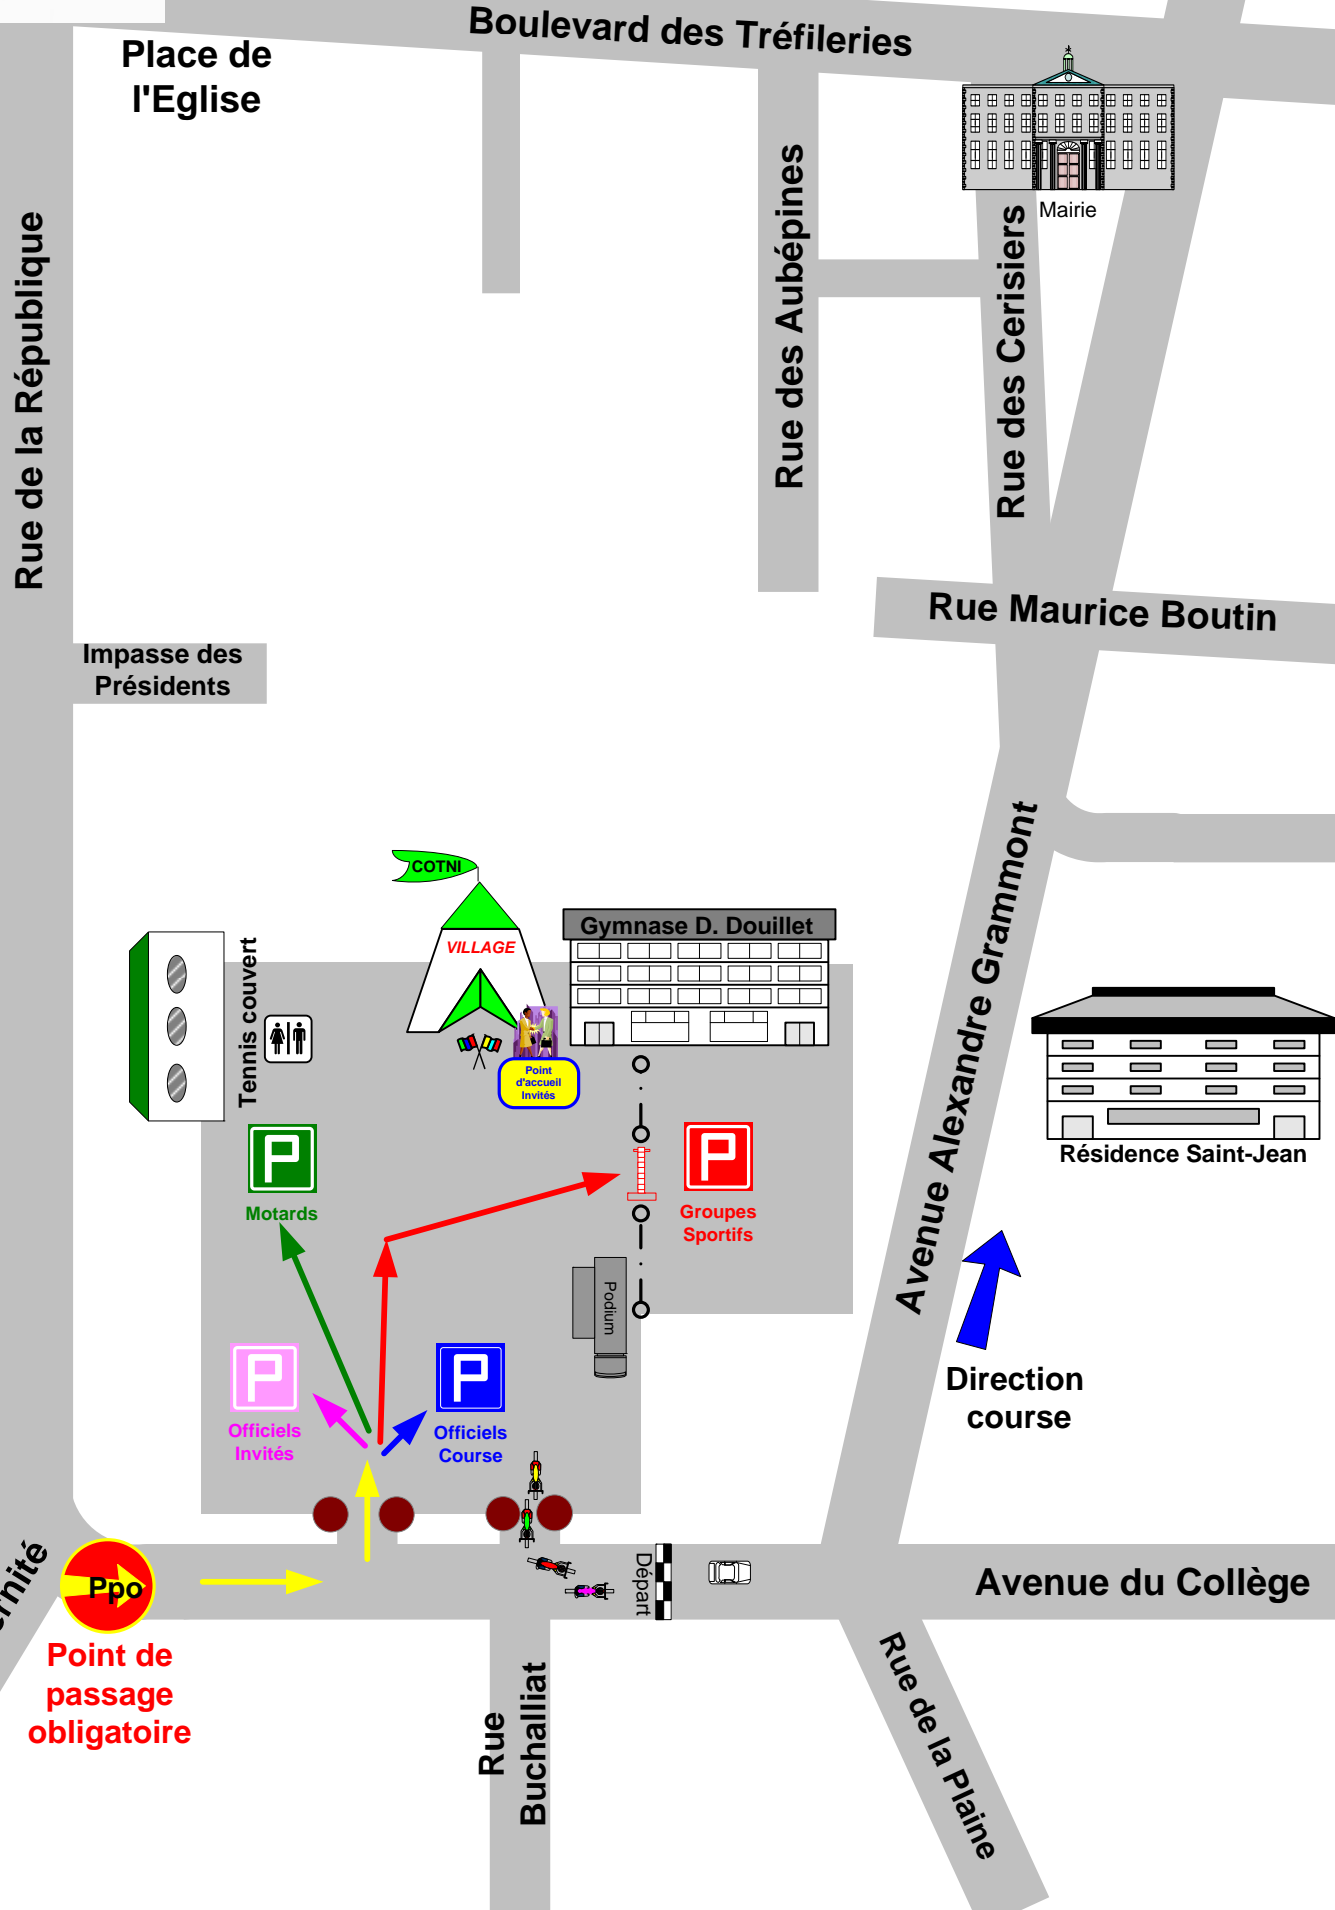 Boulevard des Tréfileries
Place de
l'Eglise
Mairie
Rue de la République
Rue des Aubépines
Rue des Cerisiers
Rue Maurice Boutin
Impasse des
Présidents
Avenue Alexandre Grammont
COTNI
VILLAGE
Gymnase D. Douillet
Tennis couvert
Point
d'accueil
Invités
Résidence Saint-Jean
P
Motards
P
Groupes
Sportifs
Podium
P
Officiels
Invités
P
Officiels
Course
Direction
course
Départ
Avenue du Collège
ernité
Ppo
Point de
passage
obligatoire
Rue
Buchalliat
Rue de la Plaine